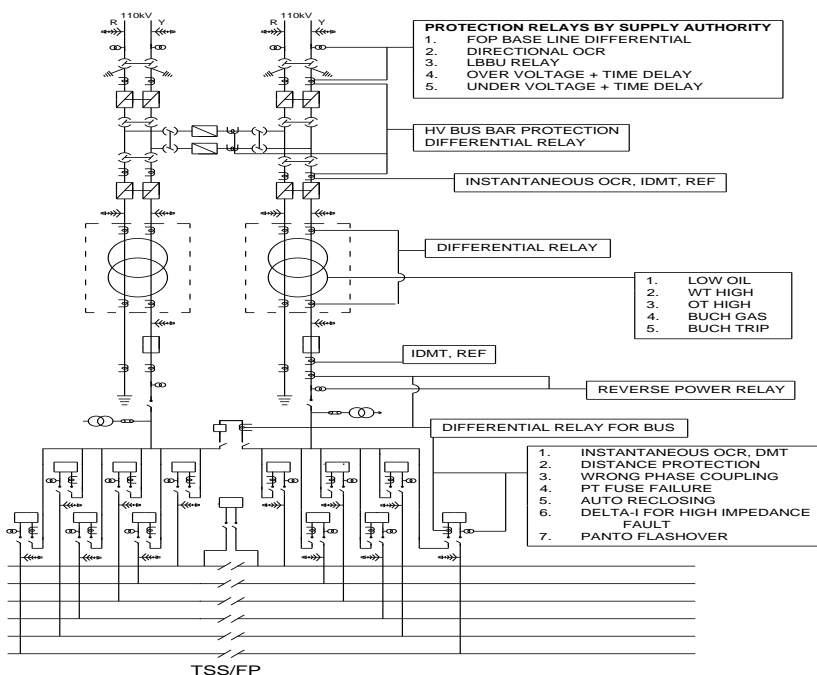 110kV
R Y
110kV
R Y
PROTECTION RELAYS BY SUPPLY AUTHORITY
1. FOP BASE LINE DIFFERENTIAL
2. DIRECTIONAL OCR
3. LBBU RELAY
4. OVER VOLTAGE + TIME DELAY
5. UNDER VOLTAGE + TIME DELAY
HV BUS BAR PROTECTION
DIFFERENTIAL RELAY
INSTANTANEOUS OCR, IDMT, REF
DIFFERENTIAL RELAY
1. LOW OIL
2. WT HIGH
3. OT HIGH
4. BUCH GAS
5. BUCH TRIP
IDMT, REF
REVERSE POWER RELAY
DIFFERENTIAL RELAY FOR BUS
1. INSTANTANEOUS OCR, DMT
2. DISTANCE PROTECTION
3. WRONG PHASE COUPLING
4. PT FUSE FAILURE
5. AUTO RECLOSING
6. DELTA-I FOR HIGH IMPEDANCE
FAULT
7. PANTO FLASHOVER
TSS/FP